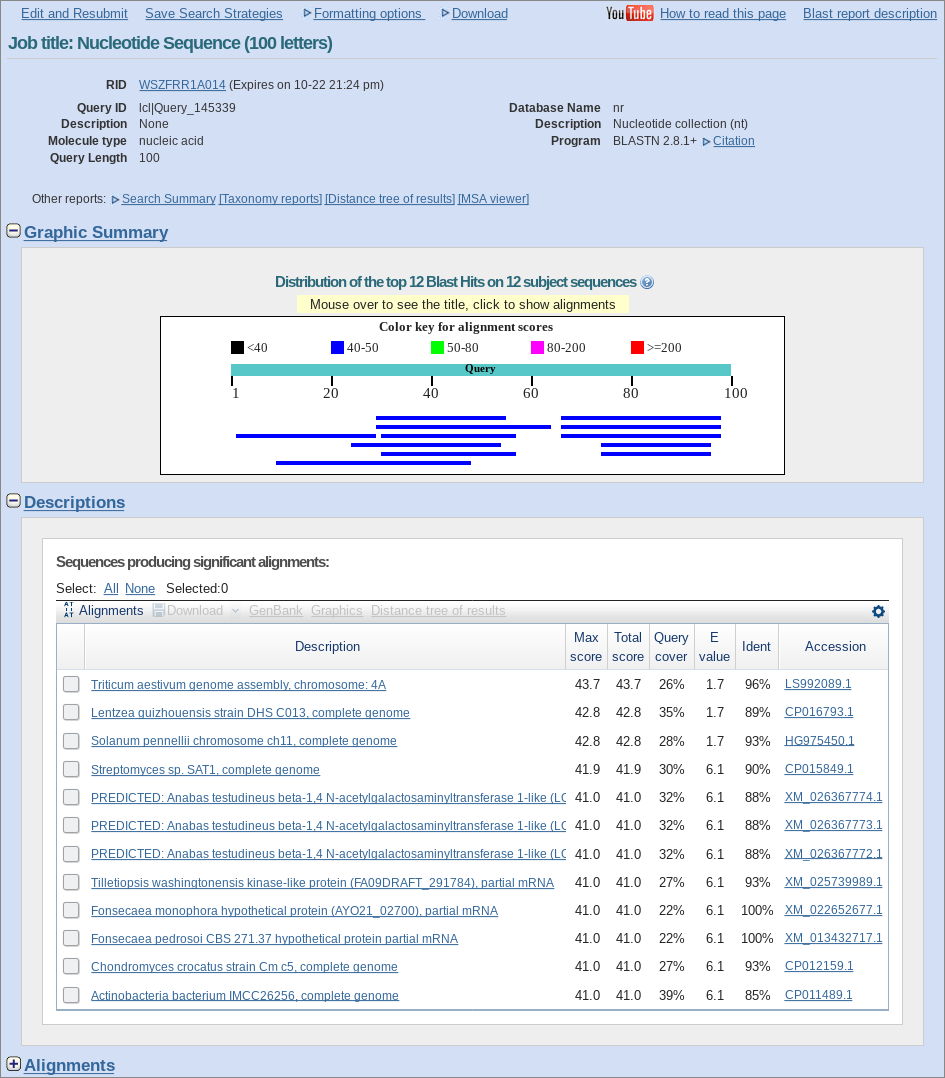 Edit and Resubmit Save Search Strategies Formatting options Download YouTube How to read this page Blast report description
Job title: Nucleotide Sequence (100 letters)
RID WSZFRR1A014 (Expires on 10-22 21:24 pm)
Query ID lcl|Query_145339 Database Name nr
Description None Description Nucleotide collection (nt)
Molecule type nucleic acid Program BLASTN 2.8.1+ Citation
Query Length 100
Other reports: Search Summary [Taxonomy reports] [Distance tree of results] [MSA viewer]
Graphic Summary
Distribution of the top 12 Blast Hits on 12 subject sequences ?
Mouse over to see the title, click to show alignments
Color key for alignment scores
<40 40-50 50-80 80-200 >=200
Query
1 20 40 60 80 100
Descriptions
Sequences producing significant alignments:
Select: All None Selected:0
Alignments Download GenBank Graphics Distance tree of results
Description Max score Total score Query cover E value Ident Accession
Triticum aestivum genome assembly, chromosome: 4A 43.7 43.7 26% 1.7 96% LS992089.1
Lentzea guizhouensis strain DHS C013, complete genome 42.8 42.8 35% 1.7 89% CP016793.1
Solanum pennellii chromosome ch11, complete genome 42.8 42.8 28% 1.7 93% HG975450.1
Streptomyces sp. SAT1, complete genome 41.9 41.9 30% 6.1 90% CP015849.1
PREDICTED: Anabas testudineus beta-1,4 N-acetylgalactosaminyltransferase 1-like (LO 41.0 41.0 32% 6.1 88% XM_026367774.1
PREDICTED: Anabas testudineus beta-1,4 N-acetylgalactosaminyltransferase 1-like (LO 41.0 41.0 32% 6.1 88% XM_026367773.1
PREDICTED: Anabas testudineus beta-1,4 N-acetylgalactosaminyltransferase 1-like (LO 41.0 41.0 32% 6.1 88% XM_026367772.1
Tilletiopsis washingtonensis kinase-like protein (FA09DRAFT_291784), partial mRNA 41.0 41.0 27% 6.1 93% XM_025739989.1
Fonsecaea monophora hypothetical protein (AYO21_02700), partial mRNA 41.0 41.0 22% 6.1 100% XM_022652677.1
Fonsecaea pedrosoi CBS 271.37 hypothetical protein partial mRNA 41.0 41.0 22% 6.1 100% XM_013432717.1
Chondromyces crocatus strain Cm c5, complete genome 41.0 41.0 27% 6.1 93% CP012159.1
Actinobacteria bacterium IMCC26256, complete genome 41.0 41.0 39% 6.1 85% CP011489.1
Alignments